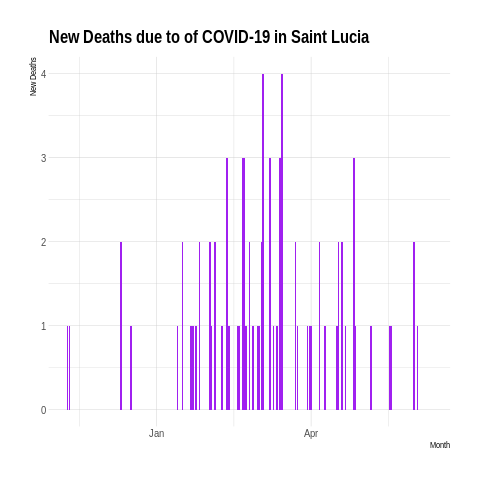 New Deaths due to of COVID-19 in Saint Lucia
New Deaths
4
3
2
1
0
Jan
Apr
Month